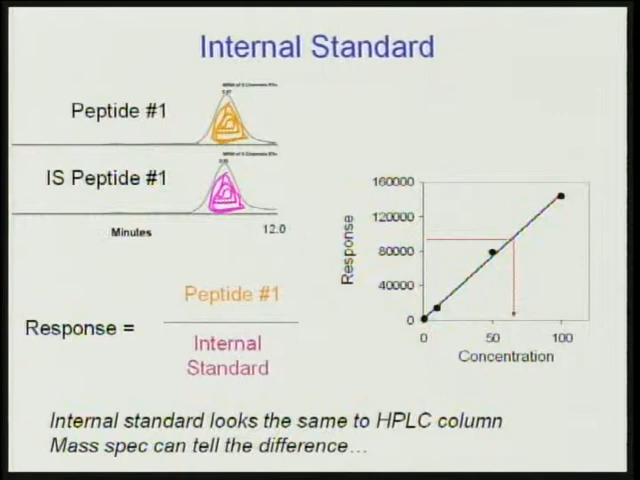 Internal Standard
Peptide #1
IS Peptide #1
Minutes
12.0
Response =
Peptide #1
Internal
Standard
Response
160000
120000
80000
40000
0
0
50
100
Concentration
Internal standard looks the same to HPLC column
Mass spec can tell the difference…